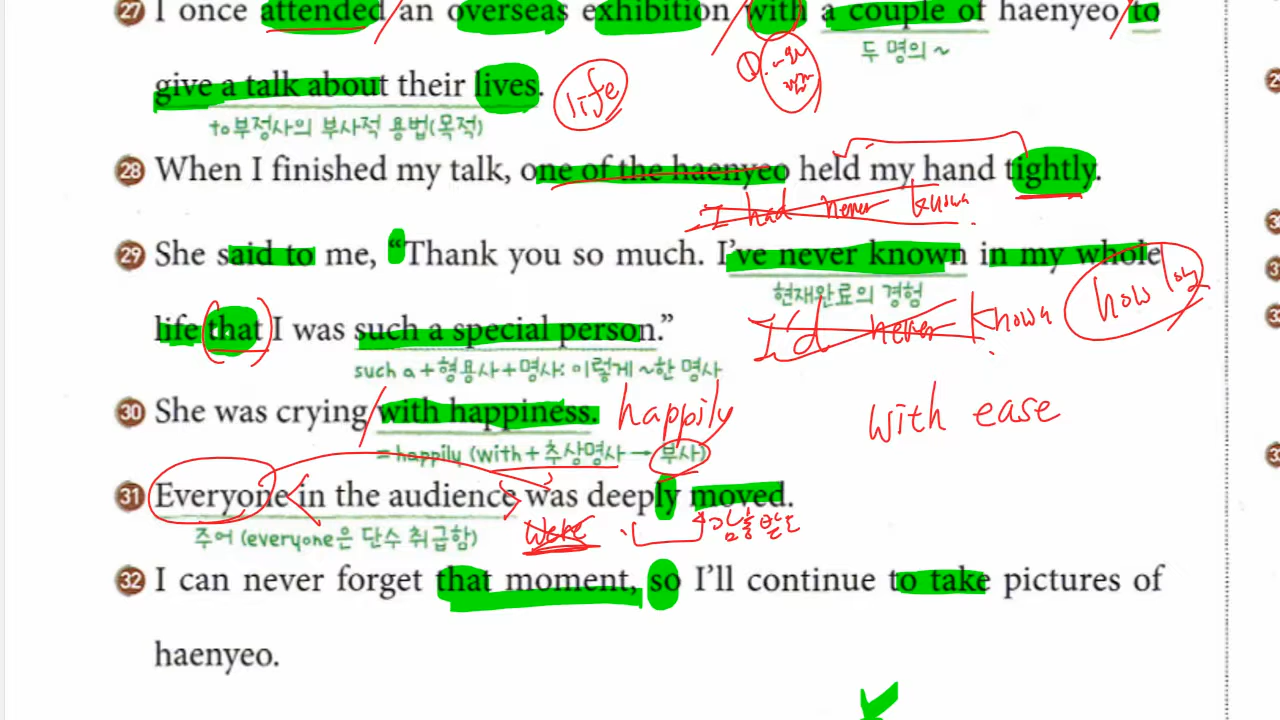 27 I once attended an overseas exhibition with a couple of haenyeo to
두 명의 ~
give a talk about their lives. life
to부정사의 부사적 용법(목적)
28 When I finished my talk, one of the haenyeo held my hand tightly.
I had never known
29 She said to me, “Thank you so much. I’ve never known in my whole
현재완료의 경험
how long
life that I was such a special person.”
I'd never known
such a + 형용사 + 명사: 이렇게 ~한 명사
30 She was crying with happiness. happily with ease
= happily (with + 추상명사 → 부사)
31 Everyone in the audience was deeply moved.
주어 (everyone은 단수 취급함) were
32 I can never forget that moment, so I’ll continue to take pictures of
haenyeo.